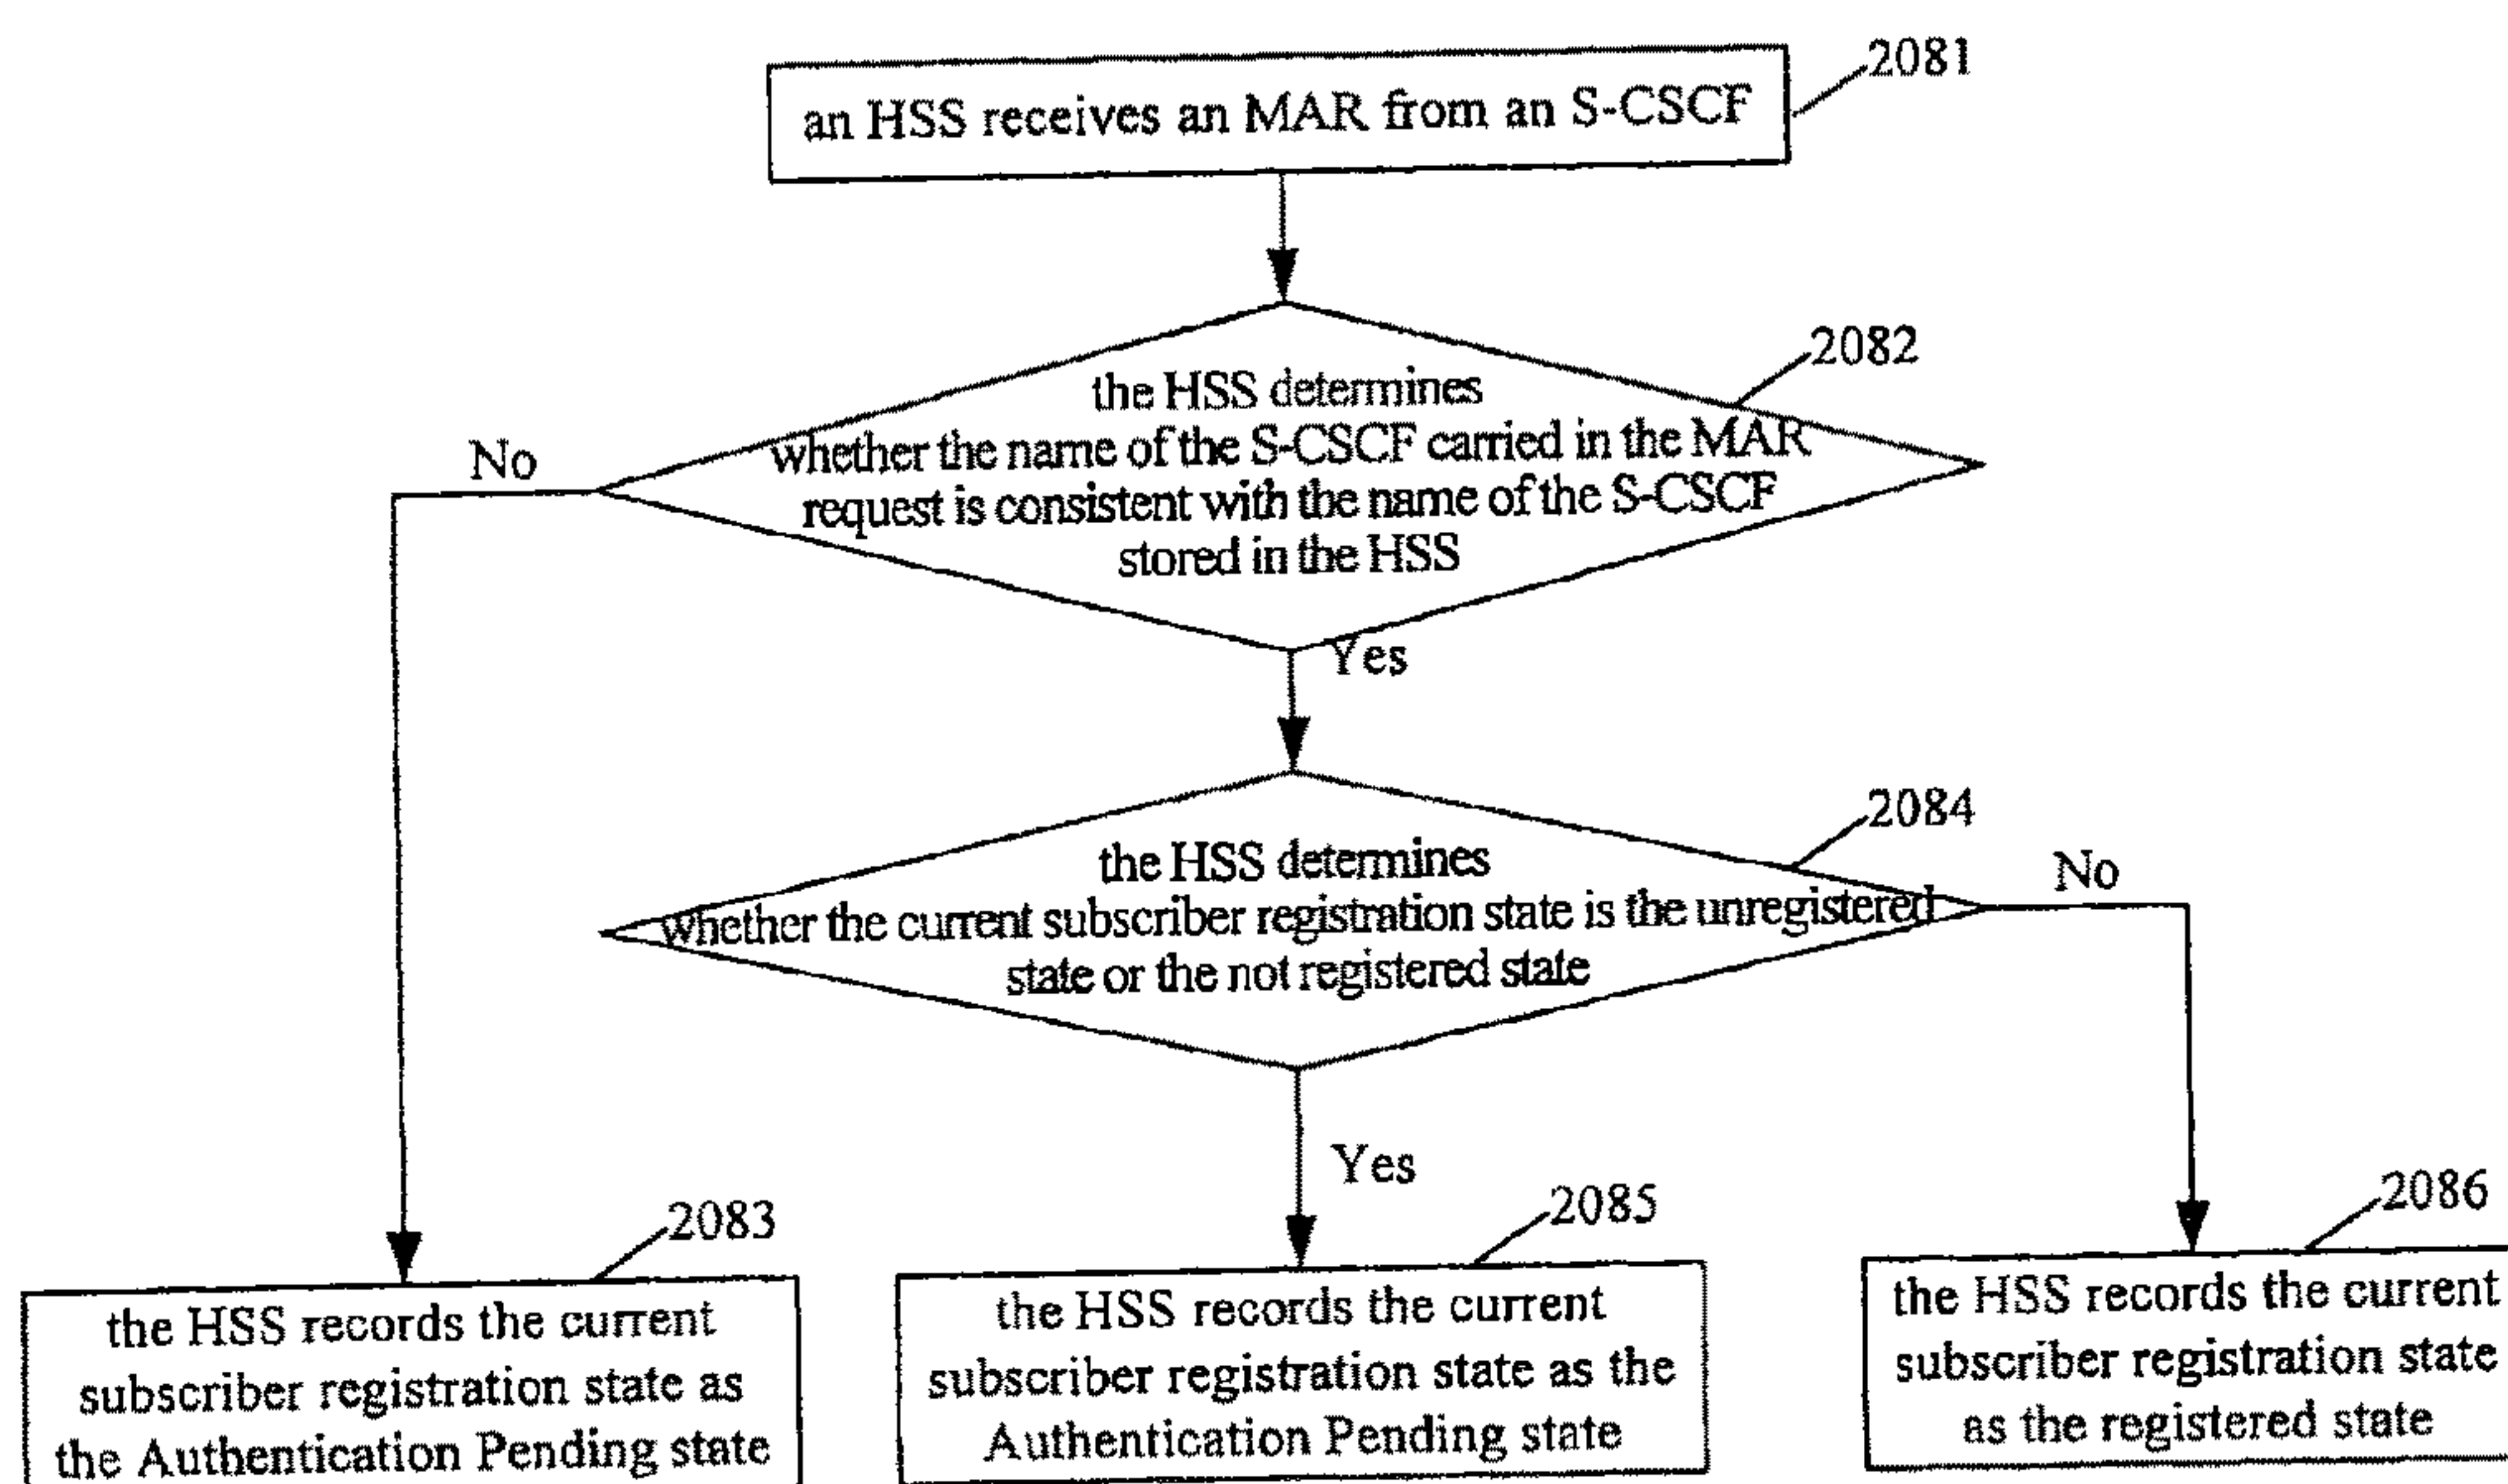 2081
an HSS receives an MAR from an S-CSCF
2082
the HSS determines
whether the name of the S-CSCF carried in the MAR
request is consistent with the name of the S-CSCF
stored in the HSS
No
Yes
2084
the HSS determines
whether the current subscriber registration state is the unregistered
state or the not registered state
No
Yes
2083
the HSS records the current
subscriber registration state as
the Authentication Pending state
2085
the HSS records the current
subscriber registration state as the
Authentication Pending state
2086
the HSS records the current
subscriber registration state
as the registered state